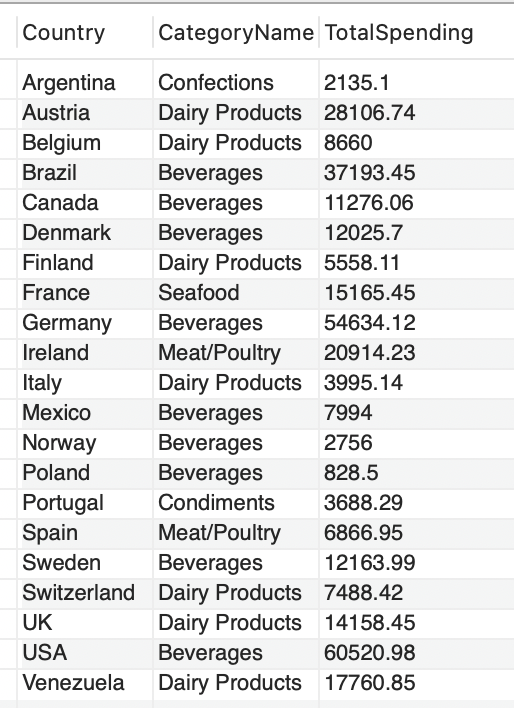 Country CategoryName TotalSpending
Argentina Confections 2135.1
Austria Dairy Products 28106.74
Belgium Dairy Products 8660
Brazil Beverages 37193.45
Canada Beverages 11276.06
Denmark Beverages 12025.7
Finland Dairy Products 5558.11
France Seafood 15165.45
Germany Beverages 54634.12
Ireland Meat/Poultry 20914.23
Italy Dairy Products 3995.14
Mexico Beverages 7994
Norway Beverages 2756
Poland Beverages 828.5
Portugal Condiments 3688.29
Spain Meat/Poultry 6866.95
Sweden Beverages 12163.99
Switzerland Dairy Products 7488.42
UK Dairy Products 14158.45
USA Beverages 60520.98
Venezuela Dairy Products 17760.85